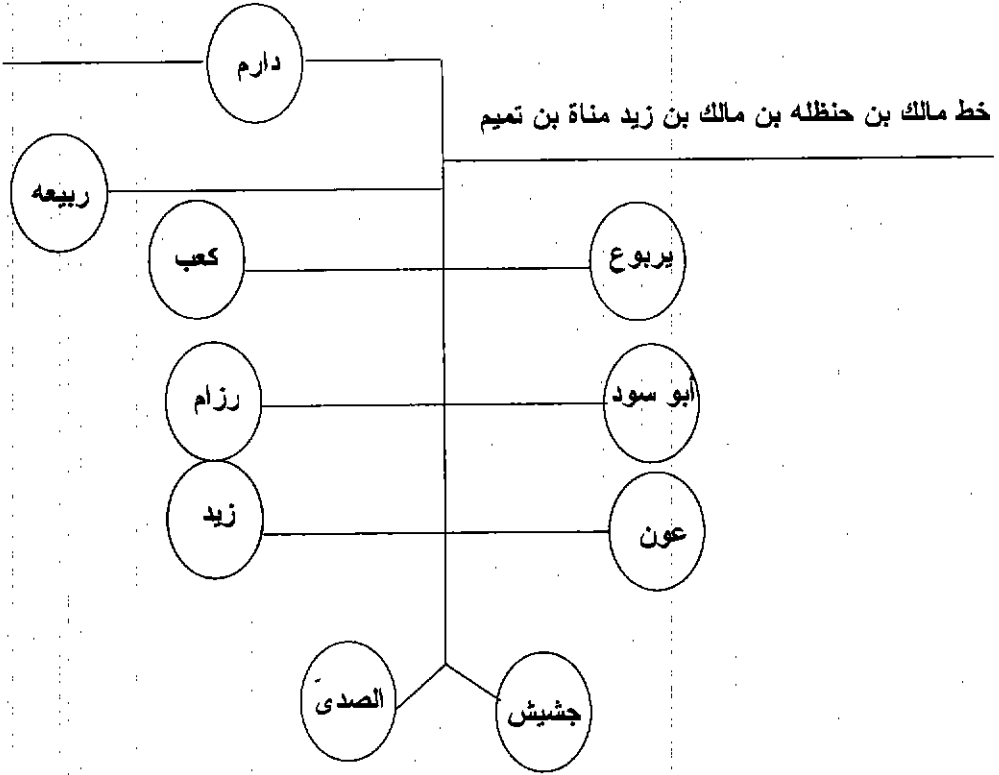 دارم
خط مالك بن حنظله بن مالك بن زيد مناة بن تميم
ربيعه
يربوع
كعب
أبو سود
رزام
عون
زيد
جشيش
الصدىَ